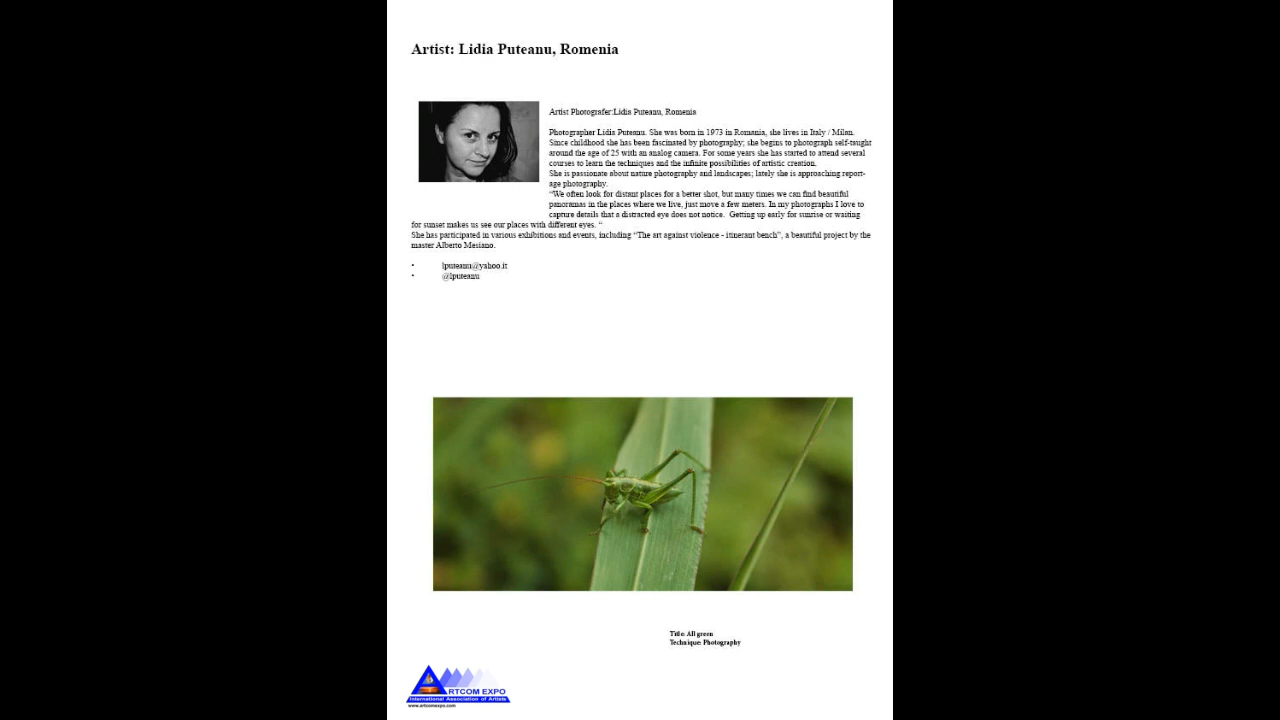 Artist: Lidia Puteanu, Romenia
Artist Photografer:Lidia Puteanu, Romenia
Photographer Lidia Puteanu. She was born in 1973 in Romania, she lives in Italy / Milan.
Since childhood she has been fascinated by photography; she begins to photograph self-taught
around the age of 25 with an analog camera. For some years she has started to attend several
courses to learn the techniques and the infinite possibilities of artistic creation.
She is passionate about nature photography and landscapes; lately she is approaching report-
age photography.
"We often look for distant places for a better shot, but many times we can find beautiful
panoramas in the places where we live, just move a few meters. In my photographs I love to
capture details that a distracted eye does not notice.  Getting up early for sunrise or waiting
for sunset makes us see our places with different eyes. "
She has participated in various exhibitions and events, including "The art against violence - itinerant bench", a beautiful project by the
master Alberto Mesiano.
• lputeanu@yahoo.it
• @lputeanu
Title: All green
Technique: Photography
ARTCOM EXPO
International Association of Artists
www.artcomexpo.com